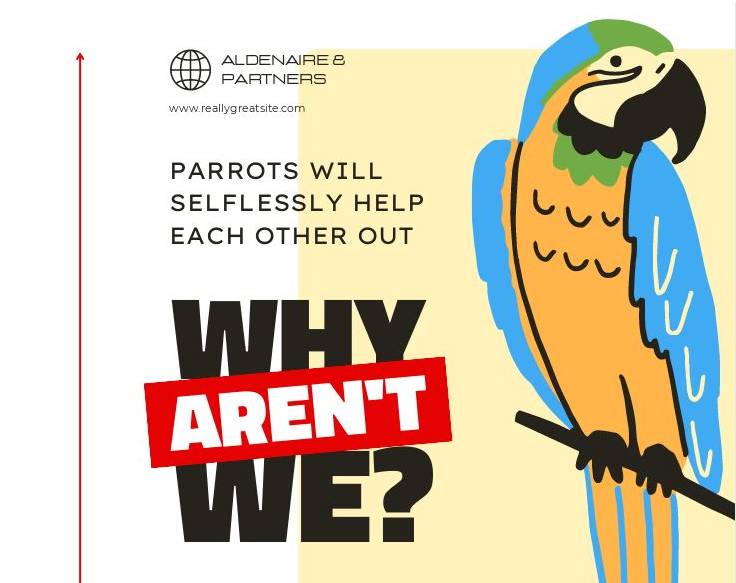 ALDENAIRE &
PARTNERS
www.reallygreatsite.com
PARROTS WILL
SELFLESSLY HELP
EACH OTHER OUT
WHY
AREN'T
WE?